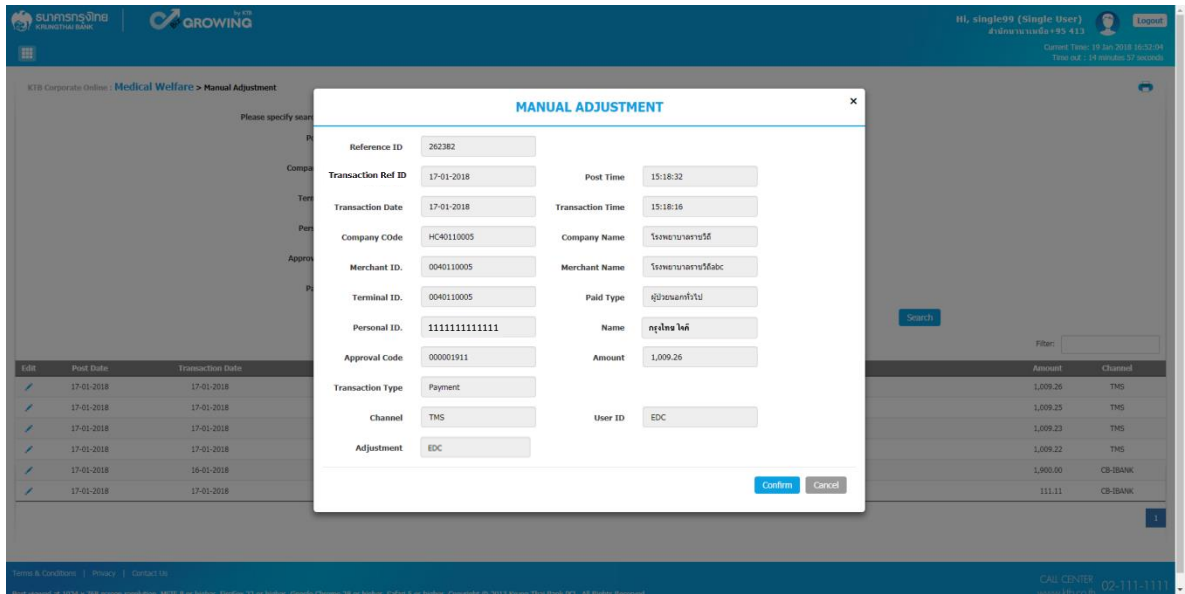 ธนาคารกรุงไทย
KRUNGTHAI BANK
by KTB
GROWING
Hi, single99 (Single User)
Logout
Current Time: 19 Jan 2018 16:52:04
Time out : 14 minutes 57 seconds
KTB Corporate Online : Medical Welfare > Manual Adjustment
Please specify sear
MANUAL ADJUSTMENT
×
Reference ID 262382
Compa
Transaction Ref ID 17-01-2018 Post Time 15:18:32
Transaction Date 17-01-2018 Transaction Time 15:18:16
Company COde HC40110005 Company Name โรงพยาบาลราชวิถี
Approv
Merchant ID. 0040110005 Merchant Name โรงพยาบาลราชวิถีabc
Terminal ID. 0040110005 Paid Type ผู้ป่วยนอกทั่วไป
Search
Personal ID. 1111111111111 Name กรุงไทย ใจดี
Filter:
Approval Code 000001911 Amount 1,009.26
Edit Post Date Transaction Date Amount Channel
17-01-2018 17-01-2018 1,009.26 TMS
Transaction Type Payment
17-01-2018 17-01-2018 1,009.25 TMS
Channel TMS User ID EDC
17-01-2018 17-01-2018 1,009.23 TMS
17-01-2018 17-01-2018 1,009.22 TMS
Adjustment EDC
17-01-2018 16-01-2018 1,900.00 CB-IBANK
17-01-2018 17-01-2018 111.11 CB-IBANK
Confirm Cancel
1
Terms & Conditions | Privacy | Contact Us
CALL CENTER 02-111-1111